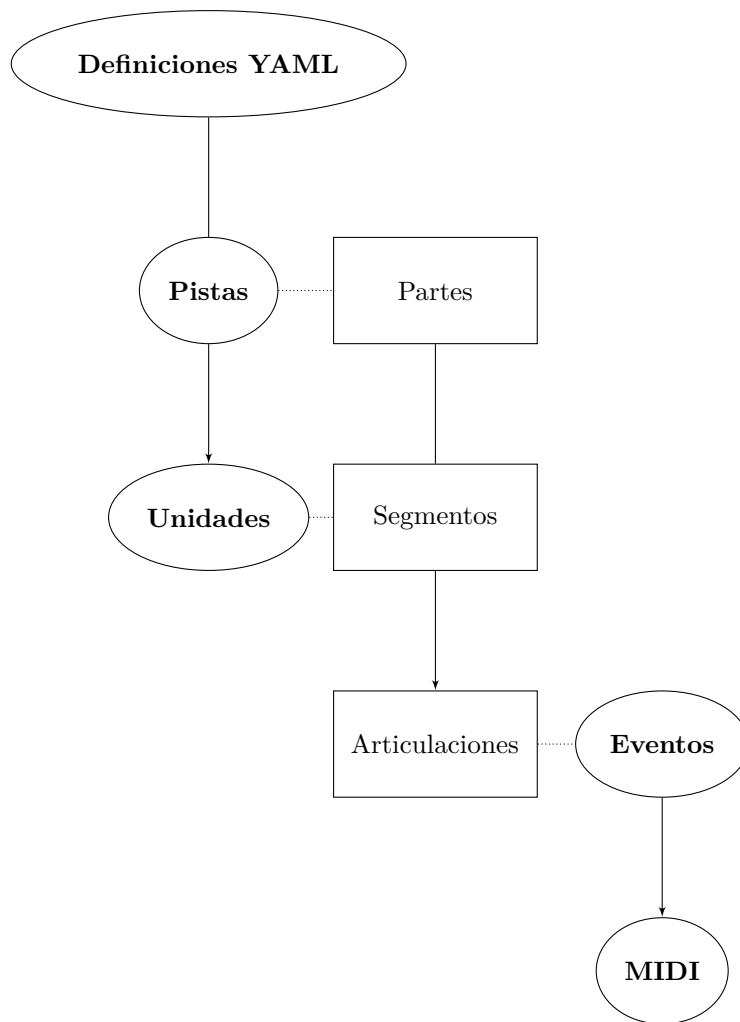 Definiciones YAML
Pistas
Partes
Unidades
Segmentos
Articulaciones
Eventos
MIDI